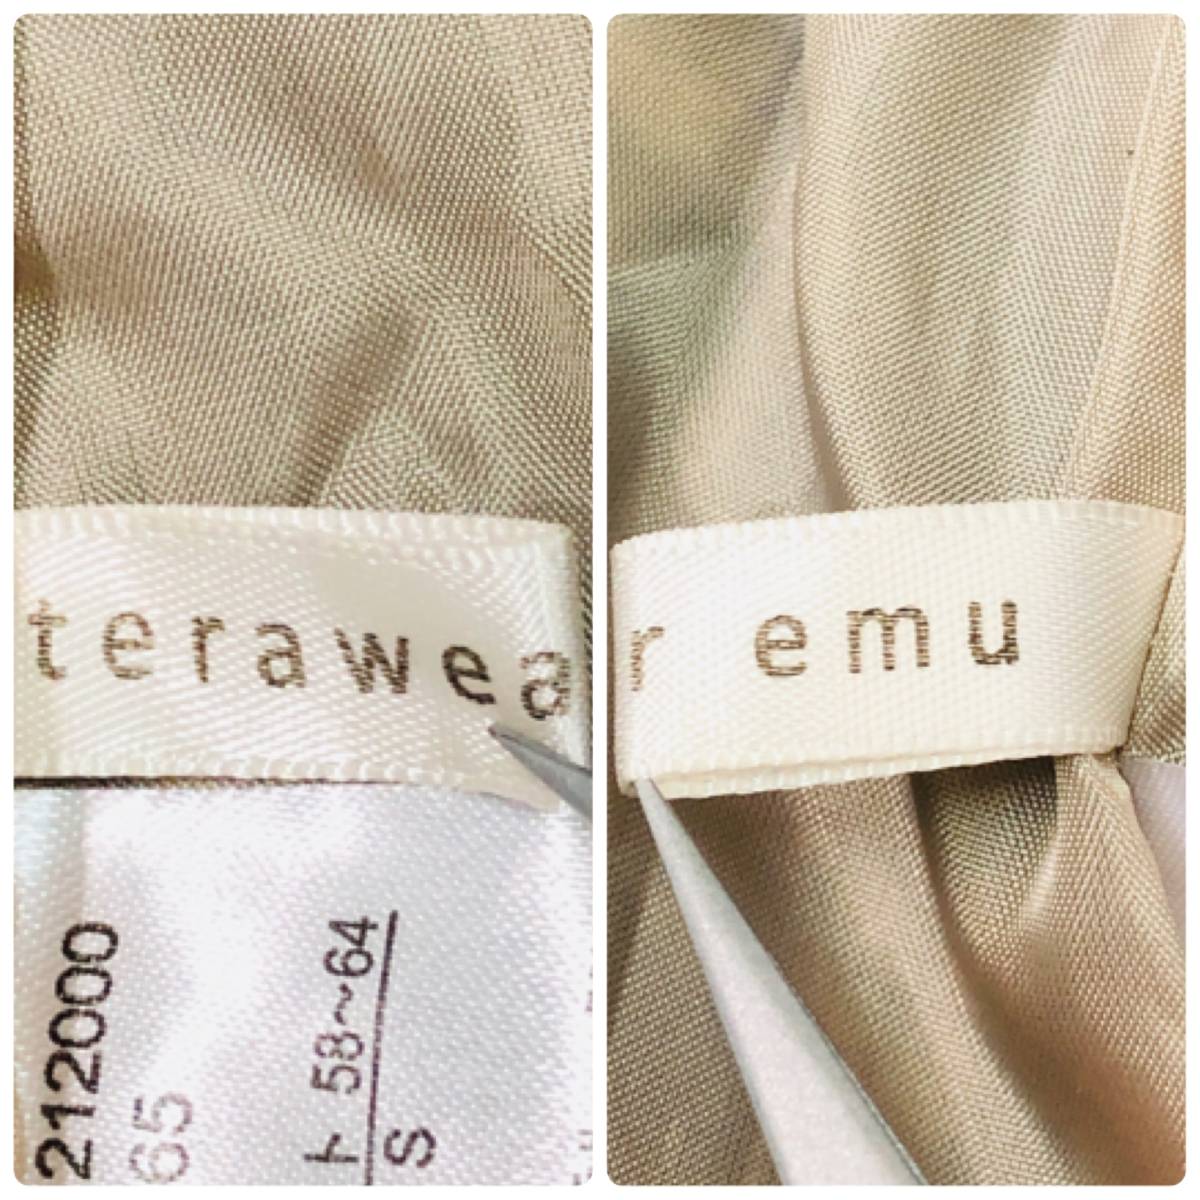 terawea
r emu
212000
65
ト 58~64
S